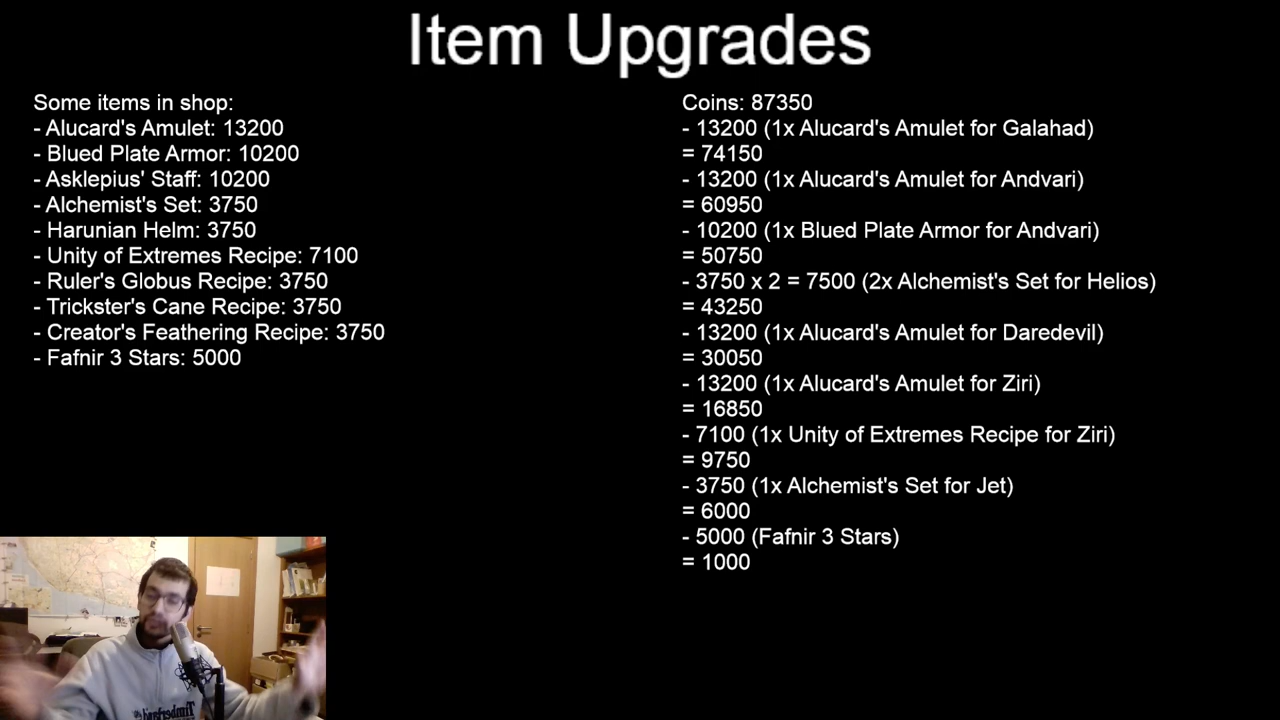 Item Upgrades
Some items in shop:
- Alucard's Amulet: 13200
- Blued Plate Armor: 10200
- Asklepius' Staff: 10200
- Alchemist's Set: 3750
- Harunian Helm: 3750
- Unity of Extremes Recipe: 7100
- Ruler's Globus Recipe: 3750
- Trickster's Cane Recipe: 3750
- Creator's Feathering Recipe: 3750
- Fafnir 3 Stars: 5000
Coins: 87350
- 13200 (1x Alucard's Amulet for Galahad)
= 74150
- 13200 (1x Alucard's Amulet for Andvari)
= 60950
- 10200 (1x Blued Plate Armor for Andvari)
= 50750
- 3750 x 2 = 7500 (2x Alchemist's Set for Helios)
= 43250
- 13200 (1x Alucard's Amulet for Daredevil)
= 30050
- 13200 (1x Alucard's Amulet for Ziri)
= 16850
- 7100 (1x Unity of Extremes Recipe for Ziri)
= 9750
- 3750 (1x Alchemist's Set for Jet)
= 6000
- 5000 (Fafnir 3 Stars)
= 1000